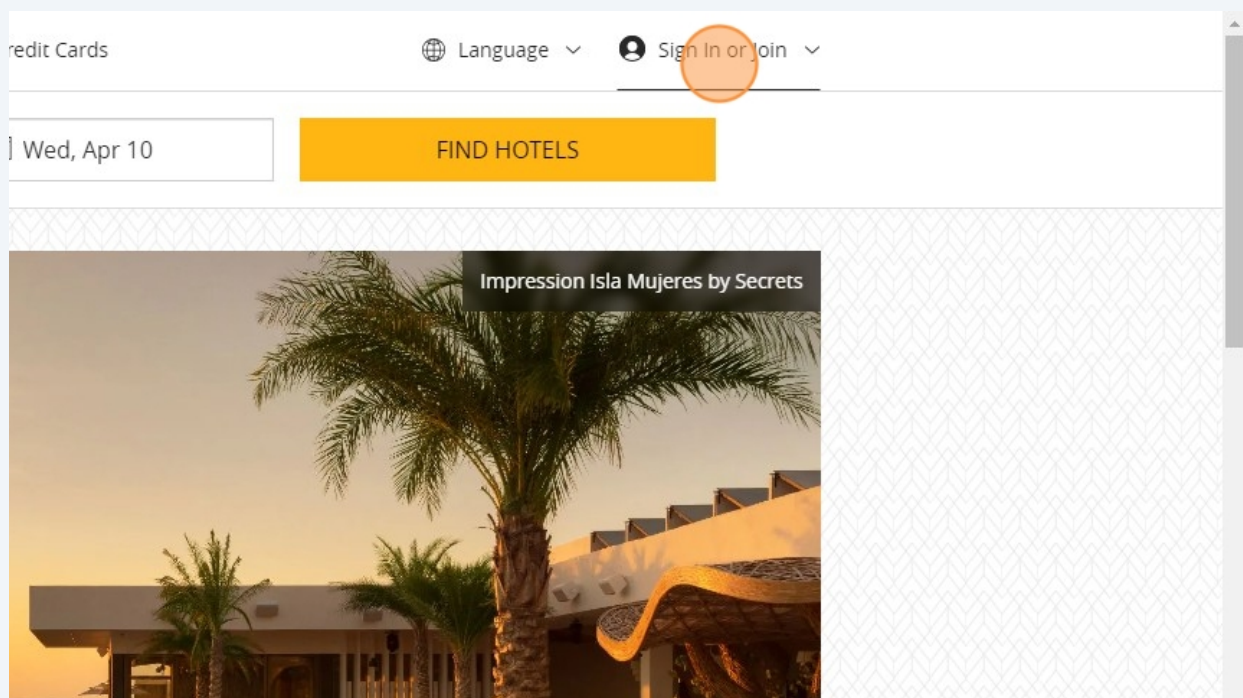 redit Cards
Language
Sign In or Join
Wed, Apr 10
FIND HOTELS
Impression Isla Mujeres by Secrets